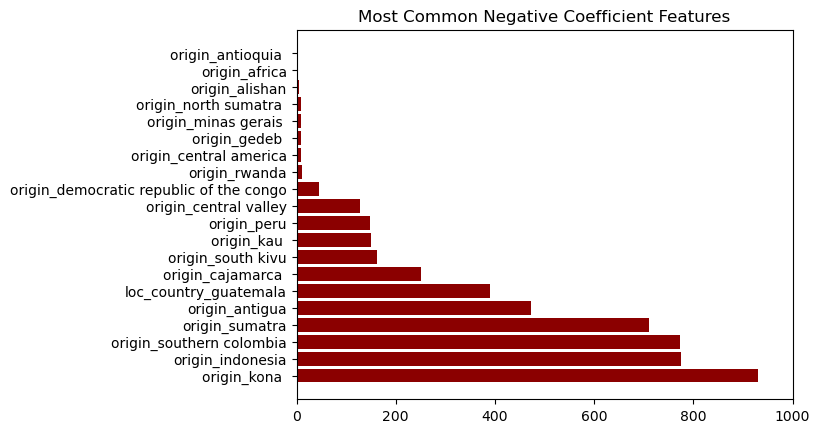 Most Common Negative Coefficient Features
origin_antioquia
origin_africa
origin_alishan
origin_north sumatra
origin_minas gerais
origin_gedeb
origin_central america
origin_rwanda
origin_democratic republic of the congo
origin_central valley
origin_peru
origin_kau
origin_south kivu
origin_cajamarca
loc_country_guatemala
origin_antigua
origin_sumatra
origin_southern colombia
origin_indonesia
origin_kona
0 200 400 600 800 1000